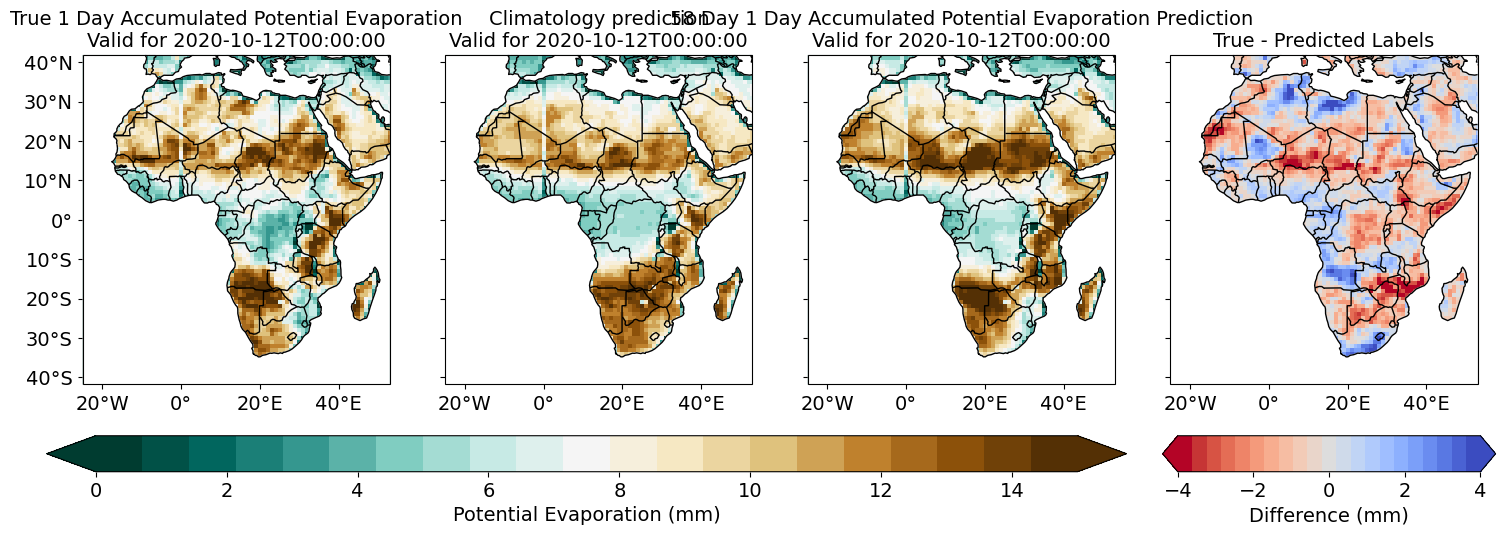 True 1 Day Accumulated Potential Evaporation
Valid for 2020-10-12T00:00:00
Climatology prediction
Valid for 2020-10-12T00:00:00
58 Day 1 Day Accumulated Potential Evaporation Prediction
Valid for 2020-10-12T00:00:00
True - Predicted Labels
40°N
30°N
20°N
10°N
0°
10°S
20°S
30°S
40°S
20°W 0° 20°E 40°E
20°W 0° 20°E 40°E
20°W 0° 20°E 40°E
20°W 0° 20°E 40°E
0 2 4 6 8 10 12 14
Potential Evaporation (mm)
−4 −2 0 2 4
Difference (mm)